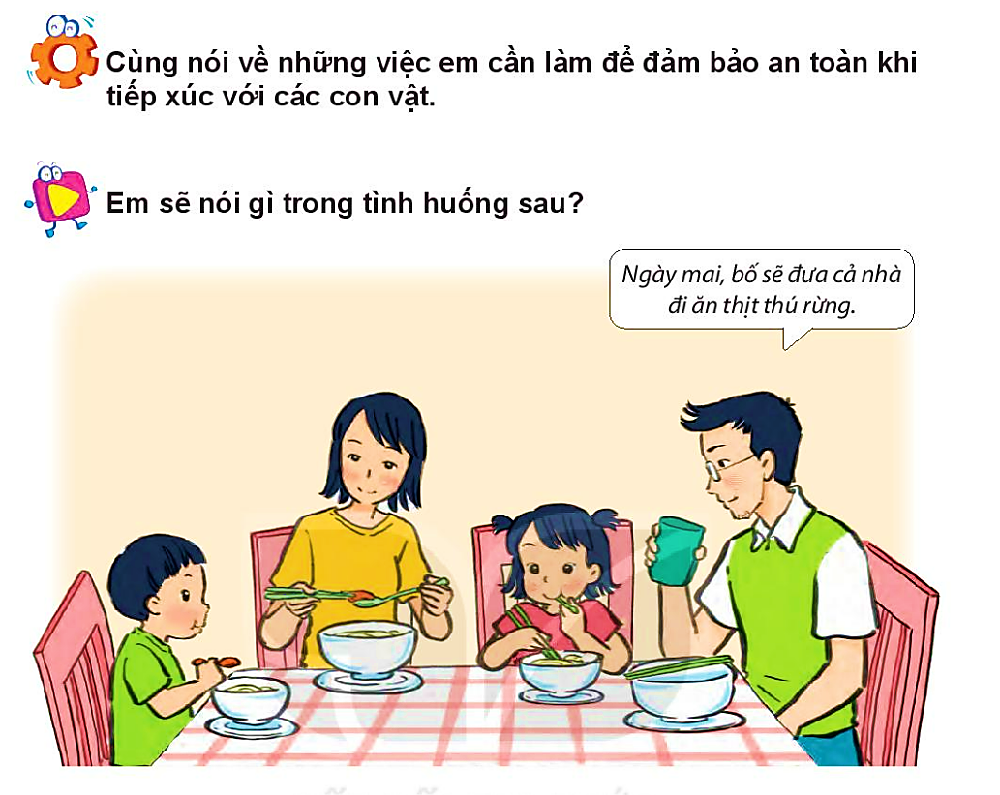 Cùng nói về những việc em cần làm để đảm bảo an toàn khi
tiếp xúc với các con vật.
Em sẽ nói gì trong tình huống sau?
Ngày mai, bố sẽ đưa cả nhà
đi ăn thịt thú rừng.